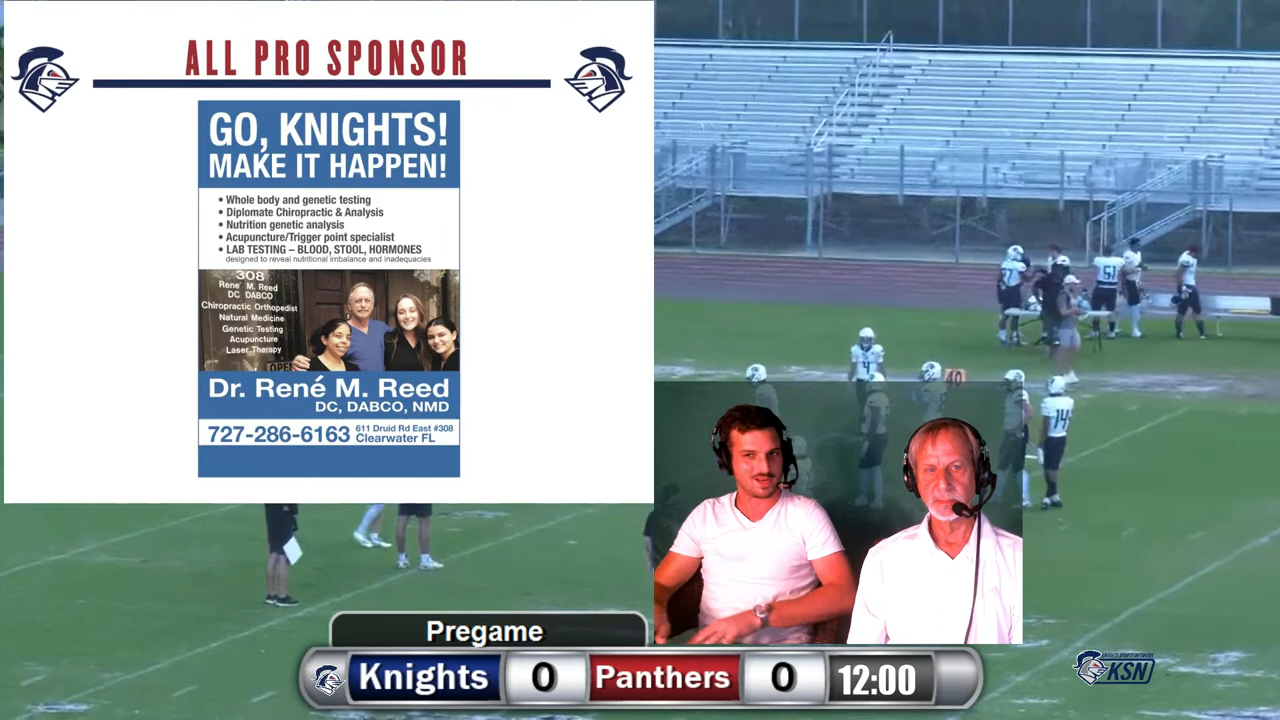 ALL PRO SPONSOR
GO, KNIGHTS!
MAKE IT HAPPEN!
• Whole body and genetic testing
• Diplomate Chiropractic & Analysis
• Nutrition genetic analysis
• Acupuncture/Trigger point specialist
• LAB TESTING – BLOOD, STOOL, HORMONES
designed to reveal nutritional imbalance and inadequacies
308
Rene' M. Reed
DC DABCO
Chiropractic Orthopedist
Natural Medicine
Genetic Testing
Acupuncture
Laser Therapy
OPEN
Dr. René M. Reed
DC, DABCO, NMD
727-286-6163
611 Druid Rd East #308
Clearwater FL
51
4
40
14
Pregame
Knights 0 Panthers 0 12:00
KNIGHTS SPORTS NETWORK
KSN